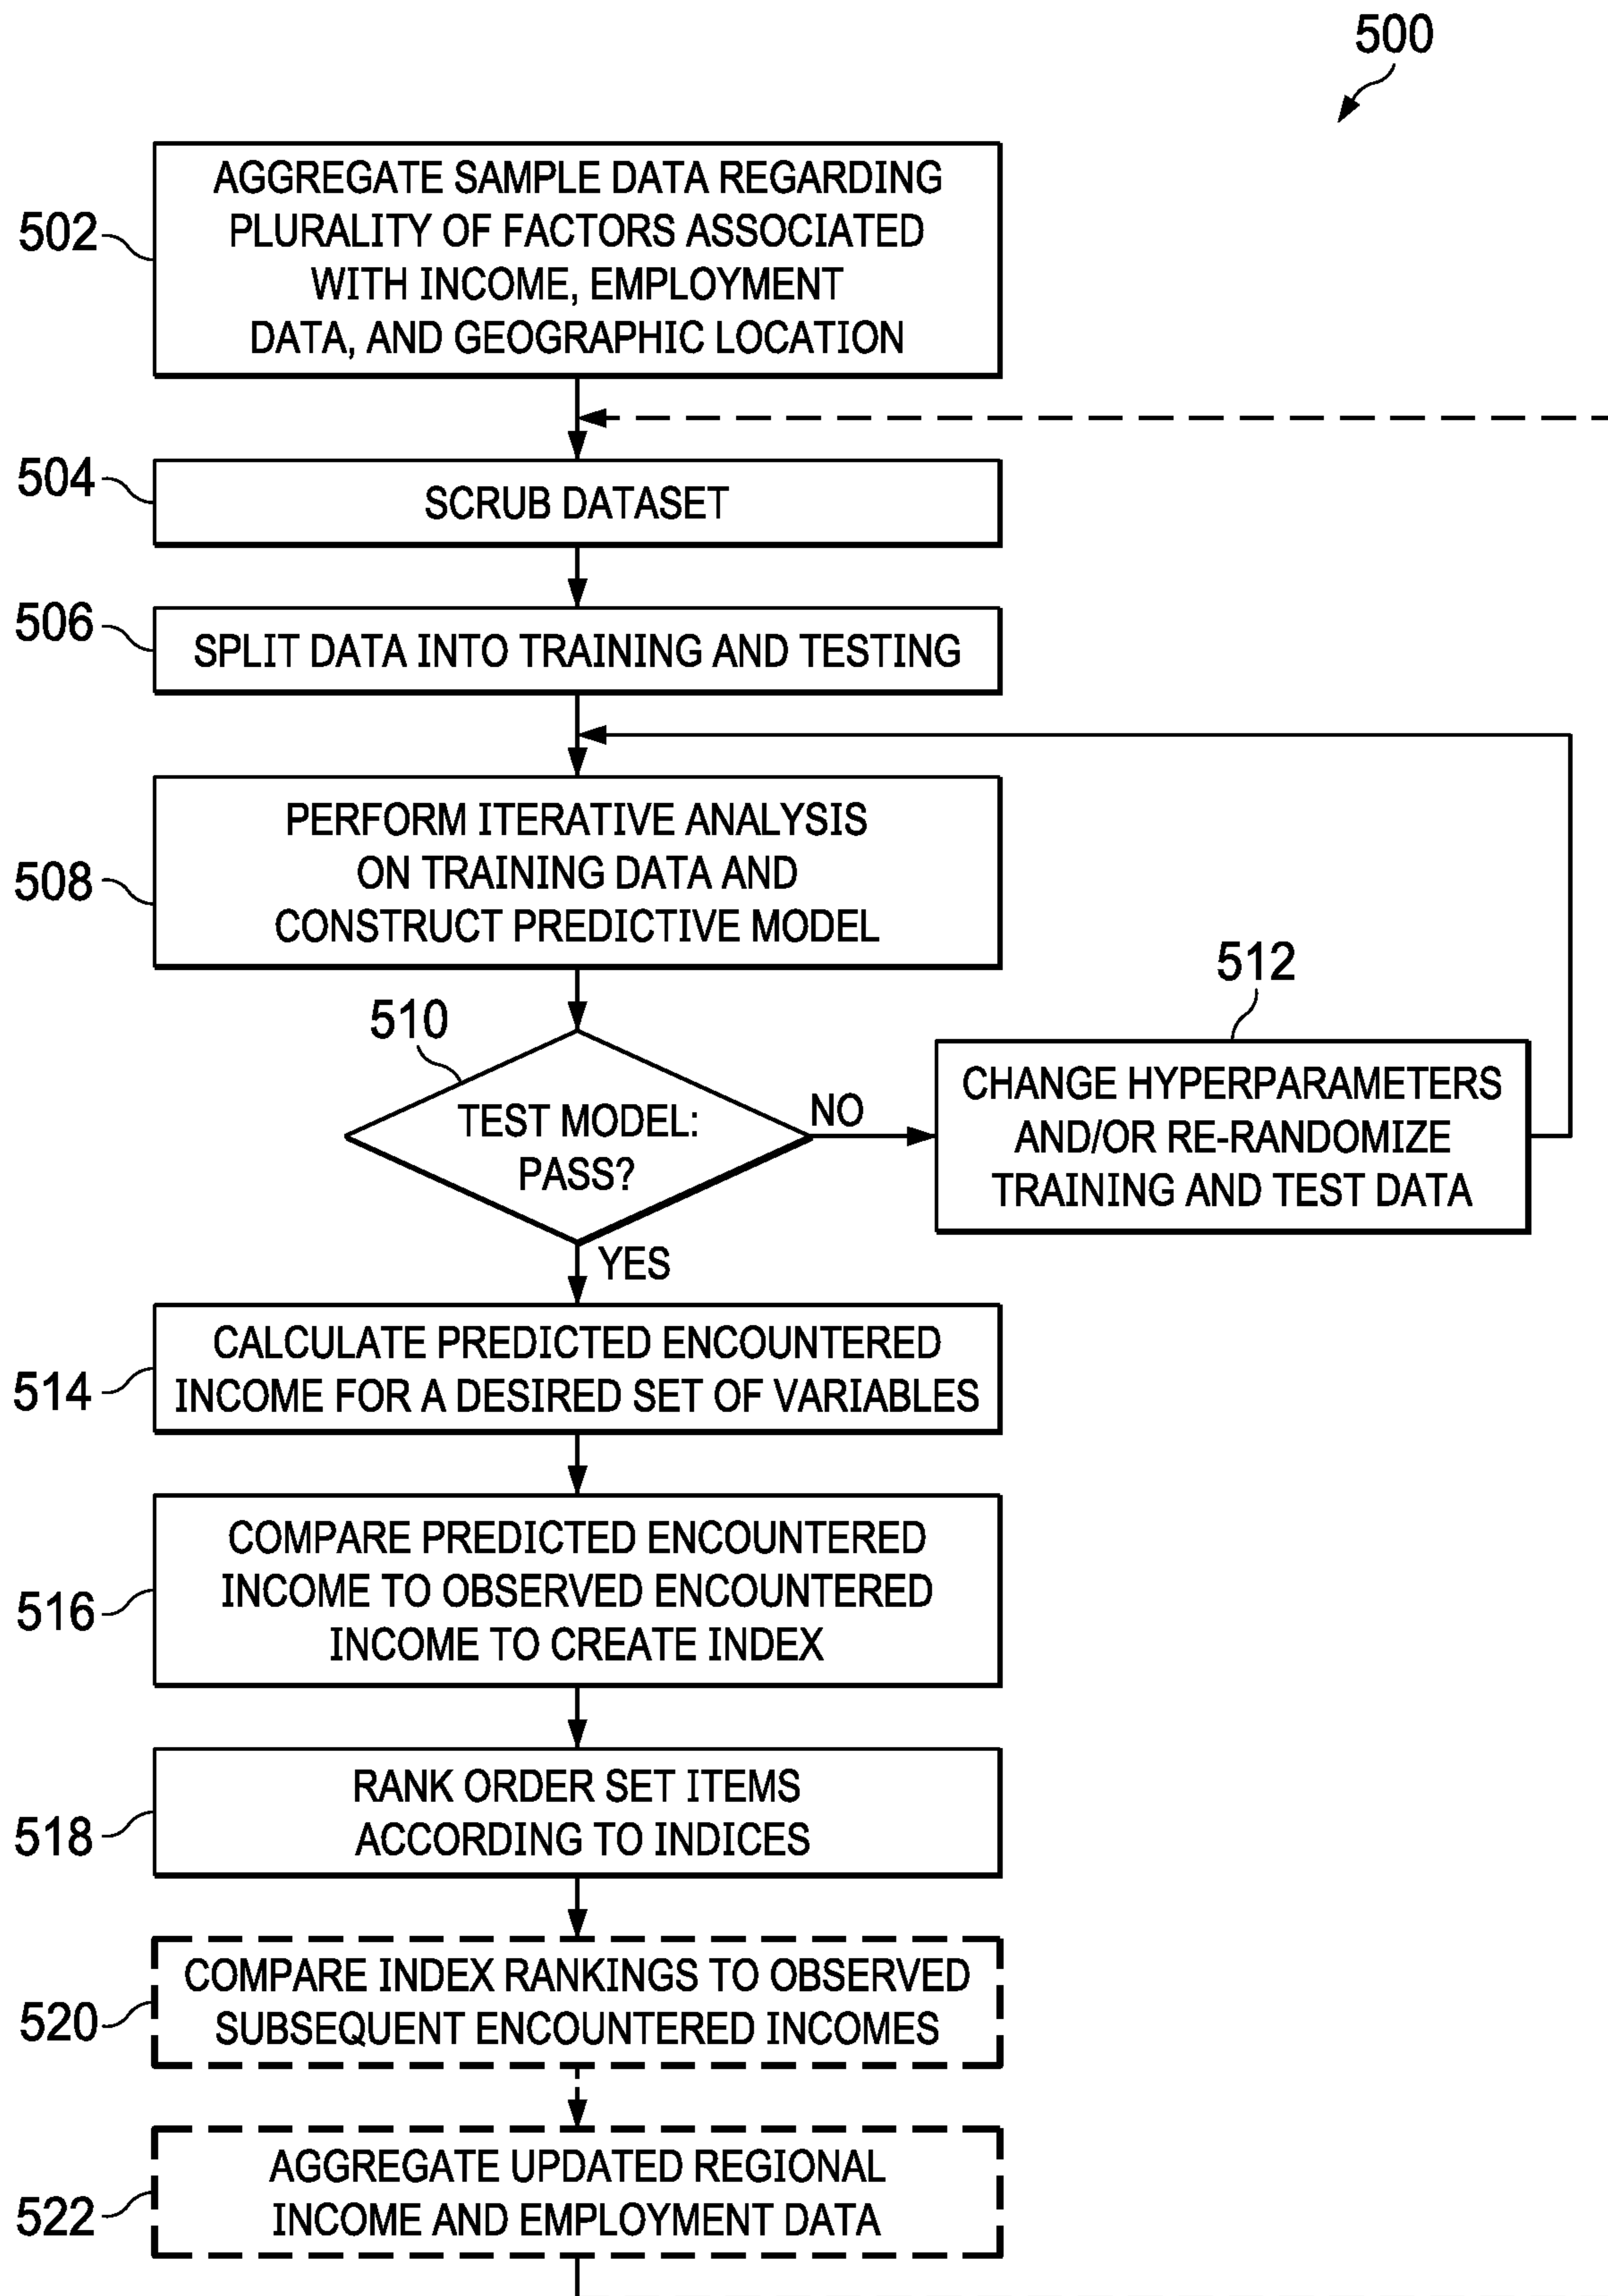 500
502
AGGREGATE SAMPLE DATA REGARDING
PLURALITY OF FACTORS ASSOCIATED
WITH INCOME, EMPLOYMENT
DATA, AND GEOGRAPHIC LOCATION
504
SCRUB DATASET
506
SPLIT DATA INTO TRAINING AND TESTING
508
PERFORM ITERATIVE ANALYSIS
ON TRAINING DATA AND
CONSTRUCT PREDICTIVE MODEL
510
TEST MODEL:
PASS?
NO
512
CHANGE HYPERPARAMETERS
AND/OR RE-RANDOMIZE
TRAINING AND TEST DATA
YES
514
CALCULATE PREDICTED ENCOUNTERED
INCOME FOR A DESIRED SET OF VARIABLES
516
COMPARE PREDICTED ENCOUNTERED
INCOME TO OBSERVED ENCOUNTERED
INCOME TO CREATE INDEX
518
RANK ORDER SET ITEMS
ACCORDING TO INDICES
520
COMPARE INDEX RANKINGS TO OBSERVED
SUBSEQUENT ENCOUNTERED INCOMES
522
AGGREGATE UPDATED REGIONAL
INCOME AND EMPLOYMENT DATA